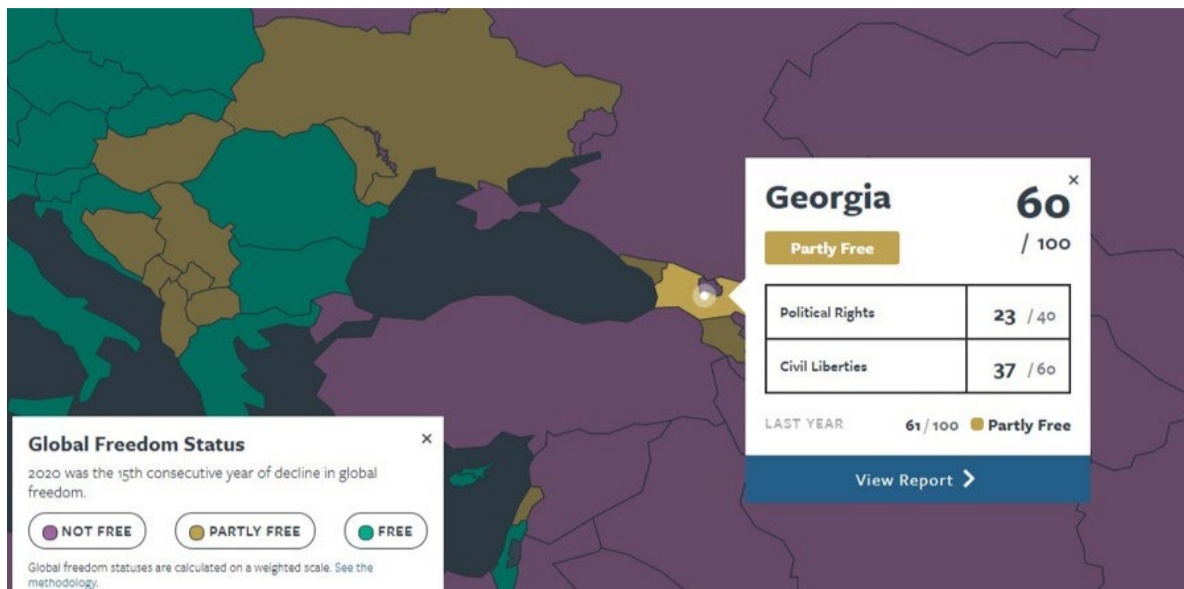 Georgia
60
/ 100
×
Partly Free
Political Rights 23 / 40
Civil Liberties 37 / 60
LAST YEAR 61 / 100 Partly Free
View Report
Global Freedom Status ×
2020 was the 15th consecutive year of decline in global
freedom.
NOT FREE PARTLY FREE FREE
Global freedom statuses are calculated on a weighted scale. See the
methodology.